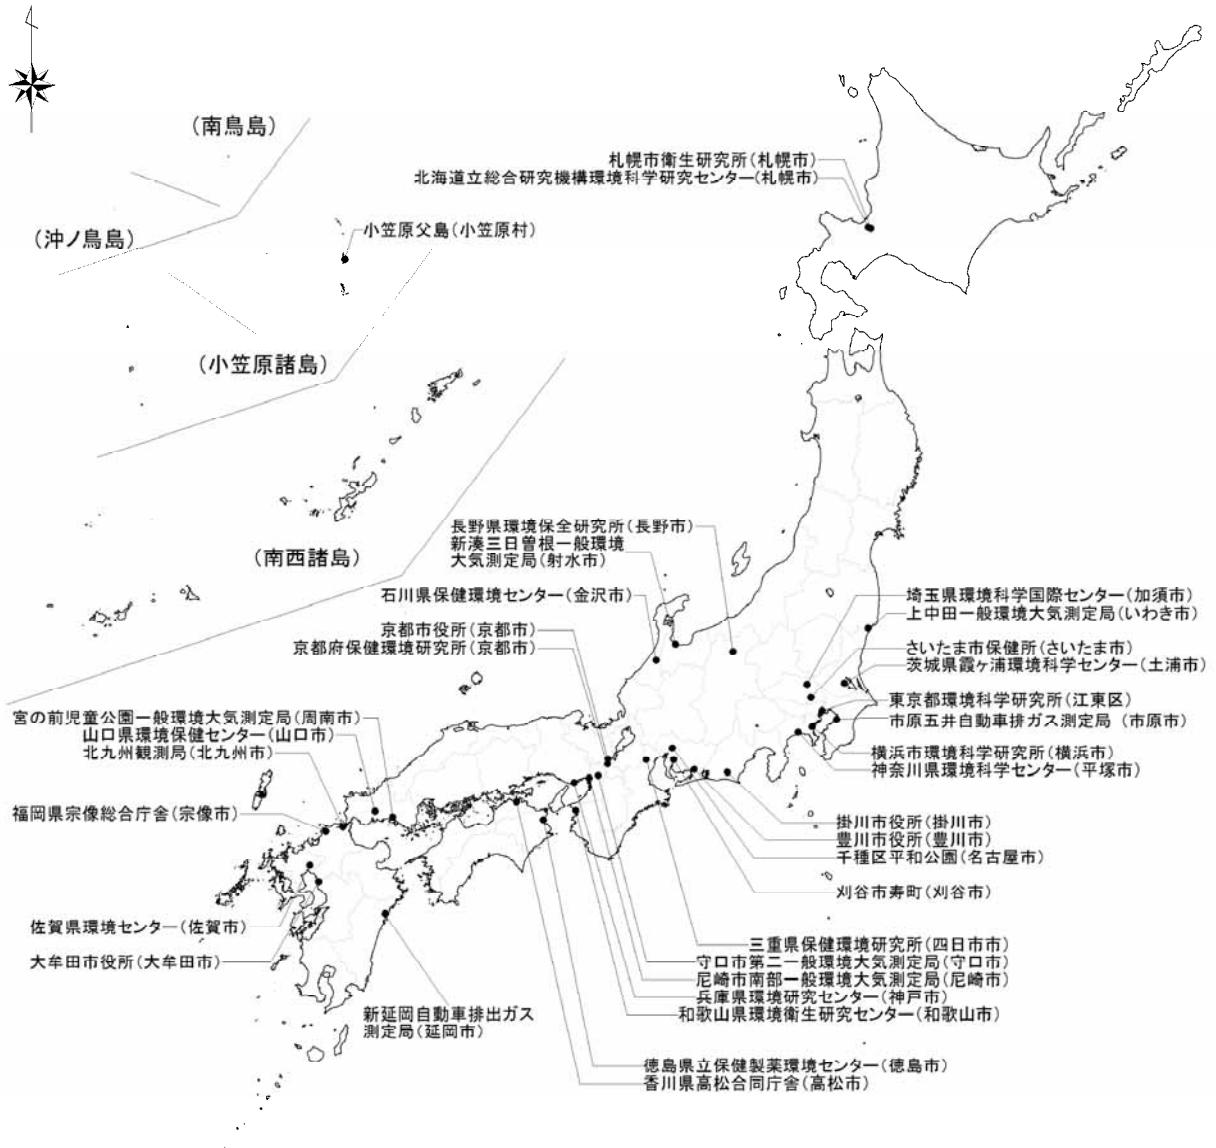 (南鳥島)
札幌市衛生研究所(札幌市)
北海道立総合研究機構環境科学研究センター(札幌市)
(沖ノ鳥島)
小笠原父島(小笠原村)
(小笠原諸島)
(南西諸島)
長野県環境保全研究所(長野市)
新湊三日曽根一般環境
大気測定局(射水市)
石川県保健環境センター(金沢市)
京都市役所(京都市)
京都府保健環境研究所(京都市)
埼玉県環境科学国際センター(加須市)
上中田一般環境大気測定局(いわき市)
さいたま市保健所(さいたま市)
茨城県霞ヶ浦環境科学センター(土浦市)
東京都環境科学研究所(江東区)
市原五井自動車排ガス測定局 (市原市)
横浜市環境科学研究所(横浜市)
神奈川県環境科学センター(平塚市)
宮の前児童公園一般環境大気測定局(周南市)
山口県環境保健センター(山口市)
北九州観測局(北九州市)
福岡県宗像総合庁舎(宗像市)
掛川市役所(掛川市)
豊川市役所(豊川市)
千種区平和公園(名古屋市)
刈谷市寿町(刈谷市)
佐賀県環境センター(佐賀市)
大牟田市役所(大牟田市)
三重県保健環境研究所(四日市市)
守口市第二一般環境大気測定局(守口市)
尼崎市南部一般環境大気測定局(尼崎市)
兵庫県環境研究センター(神戸市)
和歌山県環境衛生研究センター(和歌山市)
新延岡自動車排出ガス
測定局(延岡市)
徳島県立保健製薬環境センター(徳島市)
香川県高松合同庁舎(高松市)